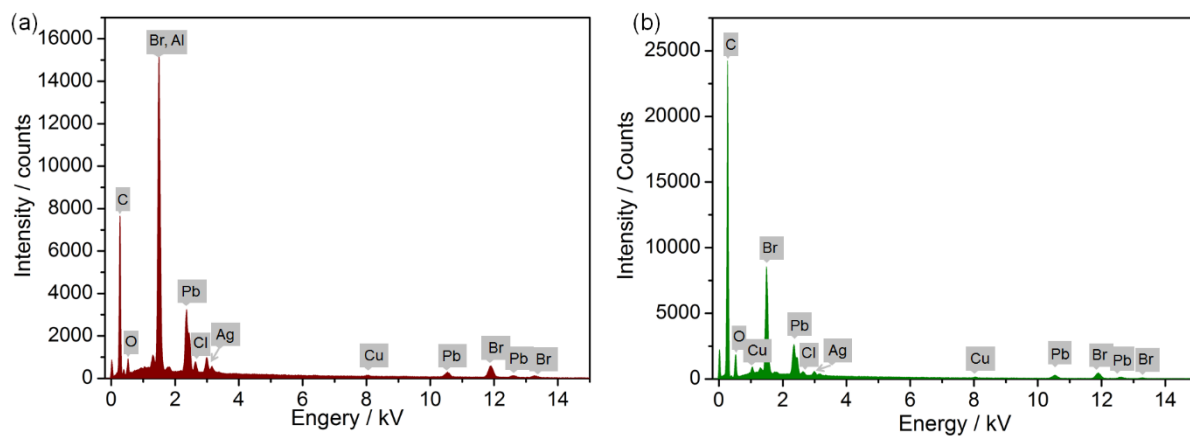 (a)
Intensity / counts
16000
14000
12000
10000
8000
6000
4000
2000
0
Br, Al
C
O
Pb
Cl
Ag
Cu
Pb
Br
Pb
Br
0 2 4 6 8 10 12 14
Engery / kV
(b)
Intensity / Counts
25000
20000
15000
10000
5000
0
C
Br
O
Cu
Pb
Cl
Ag
Cu
Pb
Br
Pb
Br
0 2 4 6 8 10 12 14
Energy / kV